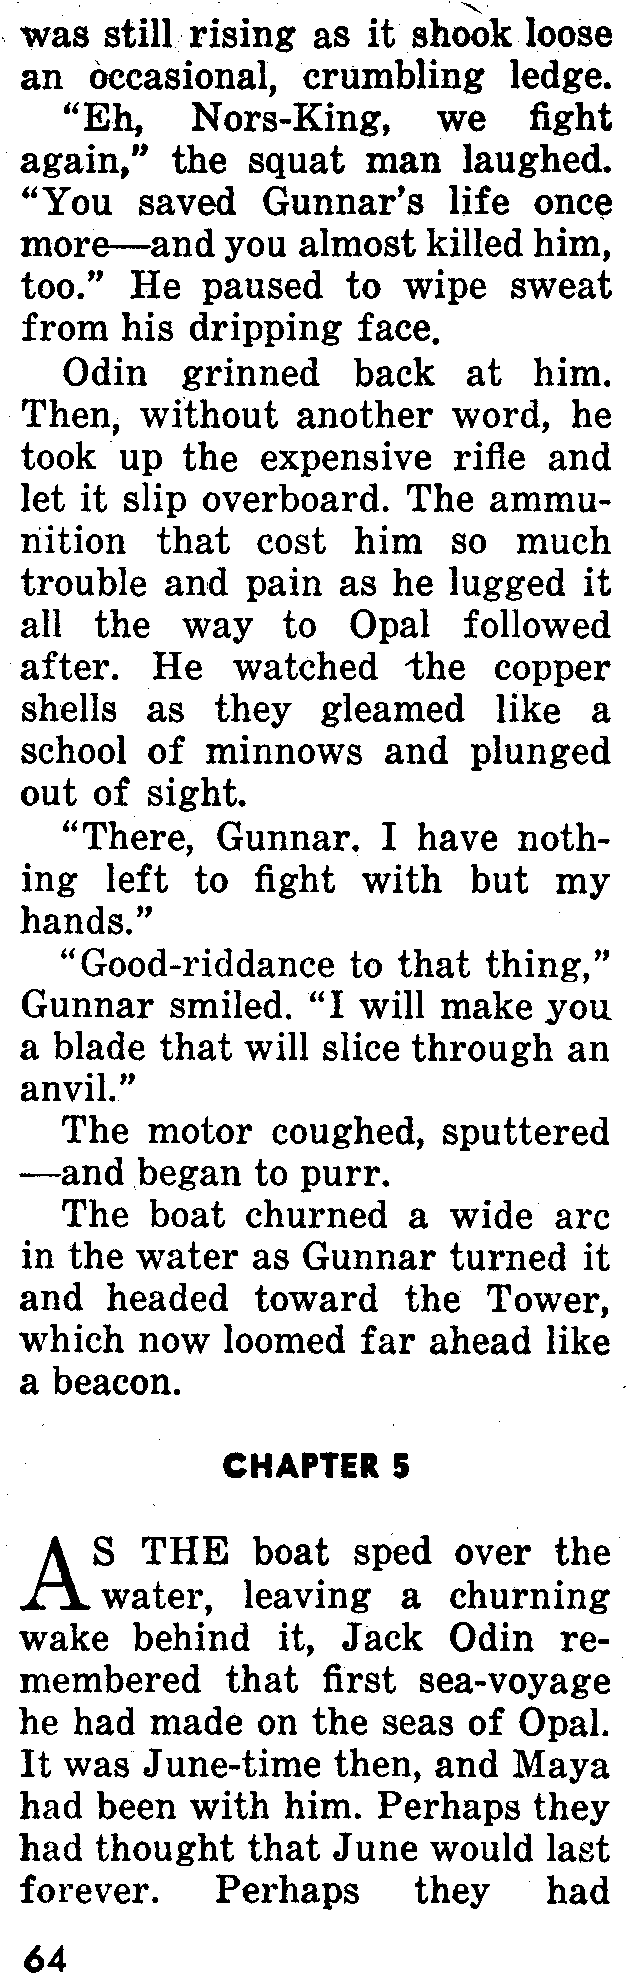 was still rising as it shook loose
an occasional, crumbling ledge.
“Eh, Nors-King, we fight
again,” the squat man laughed.
“You saved Gunnar’s life once
more—and you almost killed him,
too.” He paused to wipe sweat
from his dripping face.
Odin grinned back at him.
Then, without another word, he
took up the expensive rifle and
let it slip overboard. The ammu-
nition that cost him so much
trouble and pain as he lugged it
all the way to Opal followed
after. He watched the copper
shells as they gleamed like a
school of minnows and plunged
out of sight.
“There, Gunnar. I have noth-
ing left to fight with but my
hands.”
“Good-riddance to that thing,”
Gunnar smiled. “I will make you
a blade that will slice through an
anvil.”
The motor coughed, sputtered
—and began to purr.
The boat churned a wide arc
in the water as Gunnar turned it
and headed toward the Tower,
which now loomed far ahead like
a beacon.
CHAPTER 5
AS THE boat sped over the
water, leaving a churning
wake behind it, Jack Odin re-
membered that first sea-voyage
he had made on the seas of Opal.
It was June-time then, and Maya
had been with him. Perhaps they
had thought that June would last
forever. Perhaps they had
64